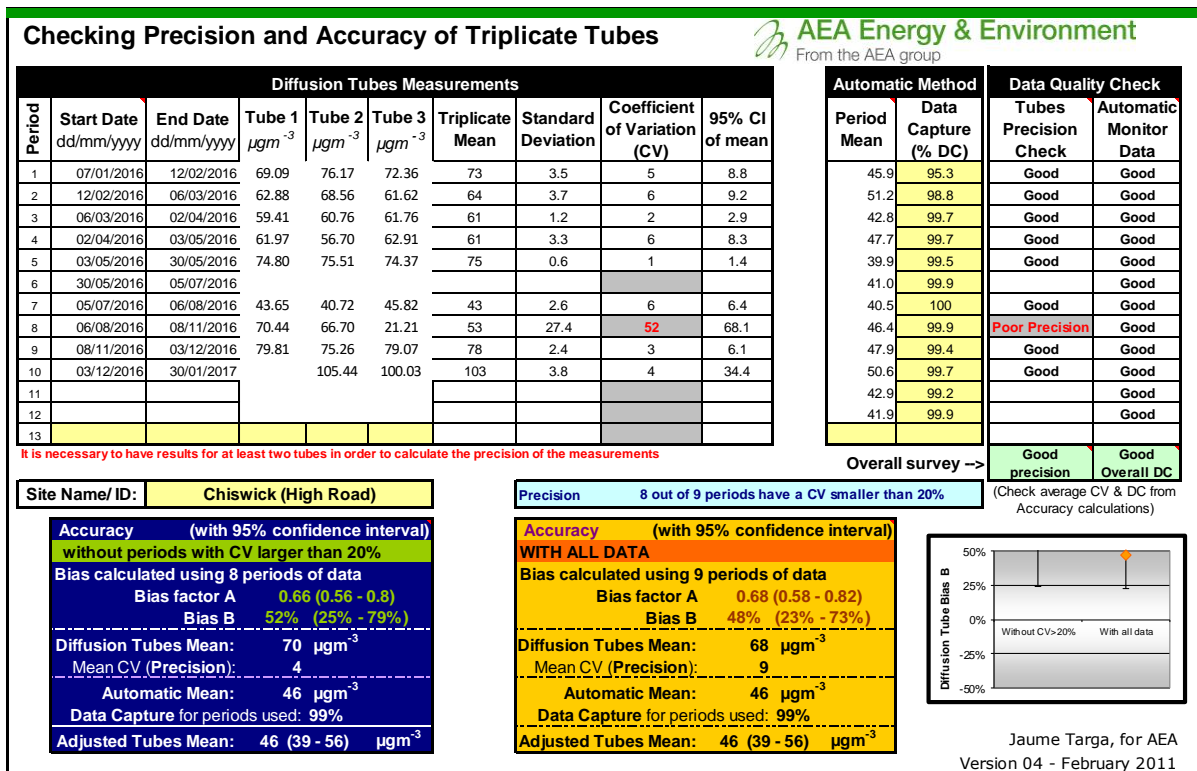 Checking Precision and Accuracy of Triplicate Tubes
AEA Energy & Environment
From the AEA group
Diffusion Tubes Measurements
Automatic Method
Data Quality Check
Period Start Date dd/mm/yyyy End Date dd/mm/yyyy Tube 1 µgm-3 Tube 2 µgm-3 Tube 3 µgm-3 Triplicate Mean Standard Deviation Coefficient of Variation (CV) 95% CI of mean Period Mean Data Capture (% DC) Tubes Precision Check Automatic Monitor Data
1 07/01/2016 12/02/2016 69.09 76.17 72.36 73 3.5 5 8.8 45.9 95.3 Good Good
2 12/02/2016 06/03/2016 62.88 68.56 61.62 64 3.7 6 9.2 51.2 98.8 Good Good
3 06/03/2016 02/04/2016 59.41 60.76 61.76 61 1.2 2 2.9 42.8 99.7 Good Good
4 02/04/2016 03/05/2016 61.97 56.70 62.91 61 3.3 6 8.3 47.7 99.7 Good Good
5 03/05/2016 30/05/2016 74.80 75.51 74.37 75 0.6 1 1.4 39.9 99.5 Good Good
6 30/05/2016 05/07/2016 41.0 99.9 Good
7 05/07/2016 06/08/2016 43.65 40.72 45.82 43 2.6 6 6.4 40.5 100 Good Good
8 06/08/2016 08/11/2016 70.44 66.70 21.21 53 27.4 52 68.1 46.4 99.9 Poor Precision Good
9 08/11/2016 03/12/2016 79.81 75.26 79.07 78 2.4 3 6.1 47.9 99.4 Good Good
10 03/12/2016 30/01/2017 105.44 100.03 103 3.8 4 34.4 50.6 99.7 Good Good
11 42.9 99.2 Good
12 41.9 99.9 Good
13
It is necessary to have results for at least two tubes in order to calculate the precision of the measurements
Overall survey --> Good precision Good Overall DC
Site Name/ ID: Chiswick (High Road)
Precision 8 out of 9 periods have a CV smaller than 20%
(Check average CV & DC from
Accuracy calculations)
Accuracy (with 95% confidence interval)
without periods with CV larger than 20%
Bias calculated using 8 periods of data
Bias factor A 0.66 (0.56 - 0.8)
Bias B 52% (25% - 79%)
Diffusion Tubes Mean: 70 µgm-3
Mean CV (Precision): 4
Automatic Mean: 46 µgm-3
Data Capture for periods used: 99%
Adjusted Tubes Mean: 46 (39 - 56) µgm-3
Accuracy (with 95% confidence interval)
WITH ALL DATA
Bias calculated using 9 periods of data
Bias factor A 0.68 (0.58 - 0.82)
Bias B 48% (23% - 73%)
Diffusion Tubes Mean: 68 µgm-3
Mean CV (Precision): 9
Automatic Mean: 46 µgm-3
Data Capture for periods used: 99%
Adjusted Tubes Mean: 46 (39 - 56) µgm-3
Diffusion Tube Bias B
50%
25%
0%
-25%
-50%
Without CV>20% With all data
Jaume Targa, for AEA
Version 04 - February 2011